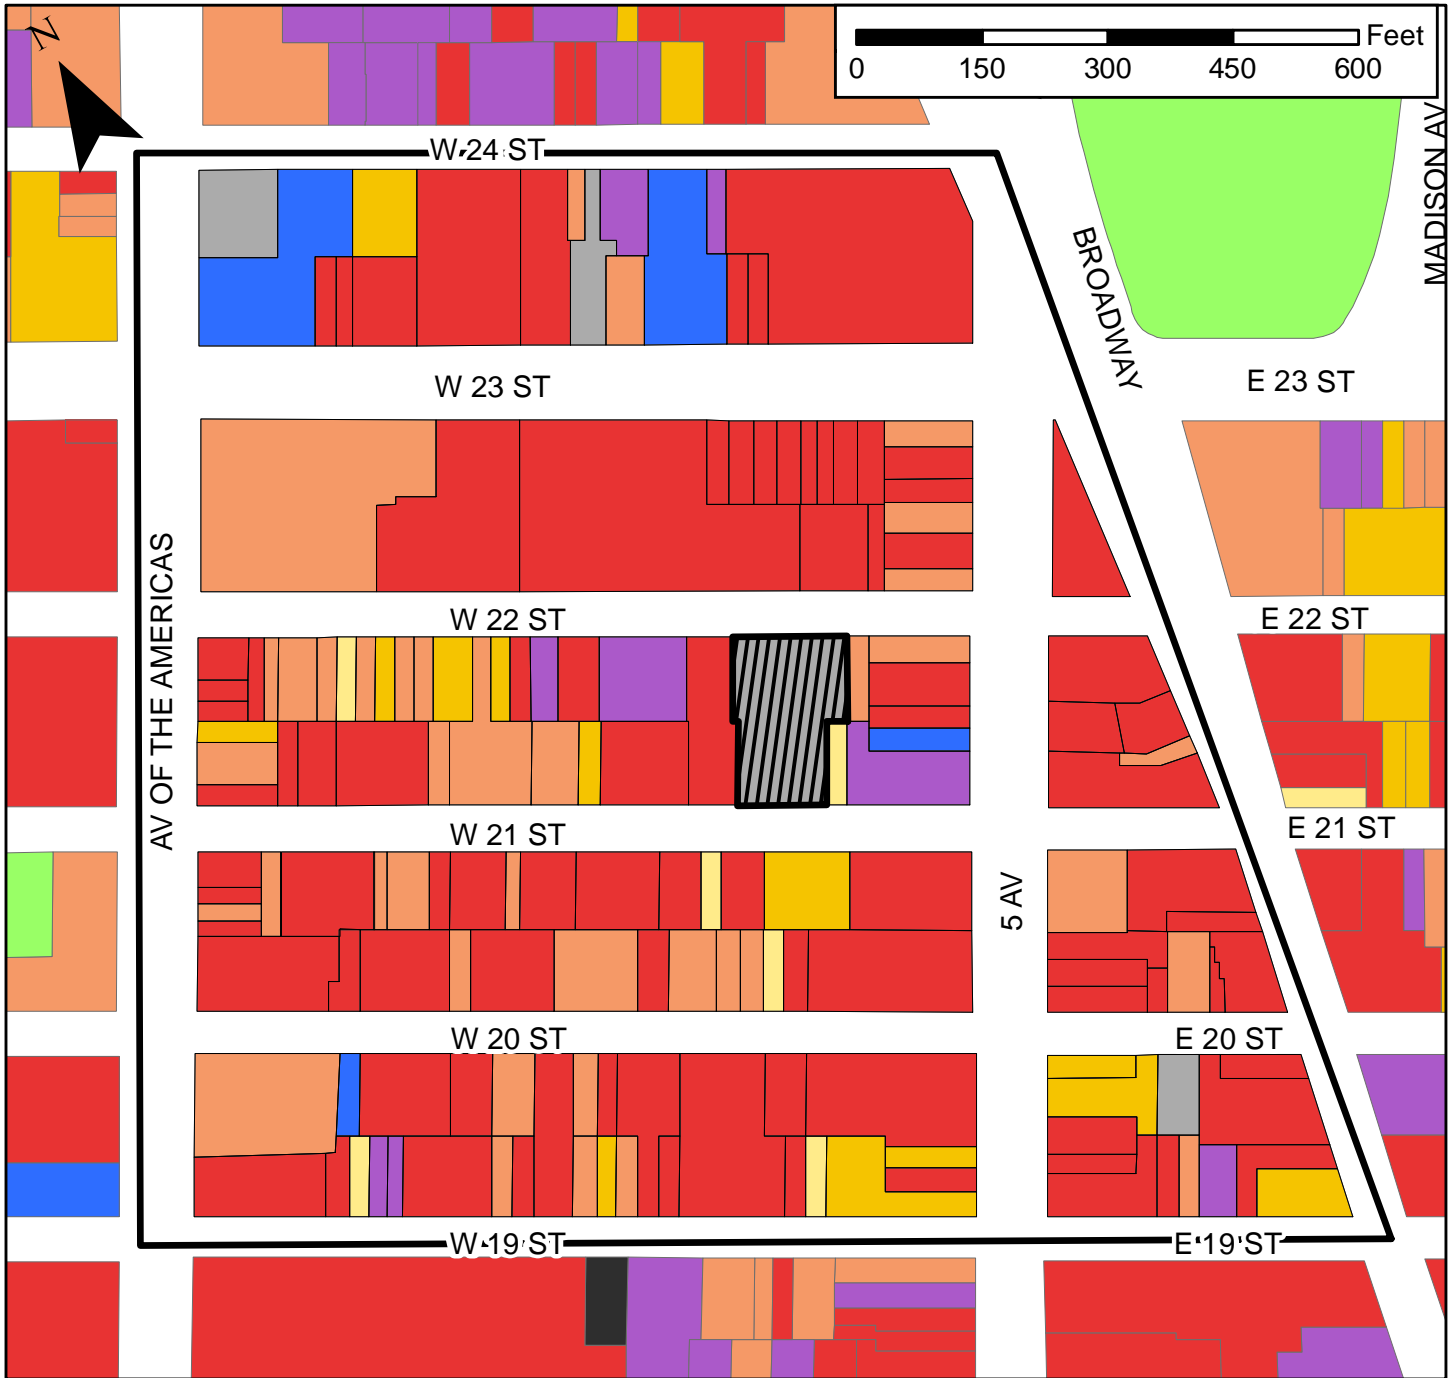 N
Feet
0 150 300 450 600
W 24 ST
MADISON AV
BROADWAY
W 23 ST
E 23 ST
AV OF THE AMERICAS
W 22 ST
E 22 ST
W 21 ST
E 21 ST
5 AV
W 20 ST
E 20 ST
W 19 ST
E 19 ST